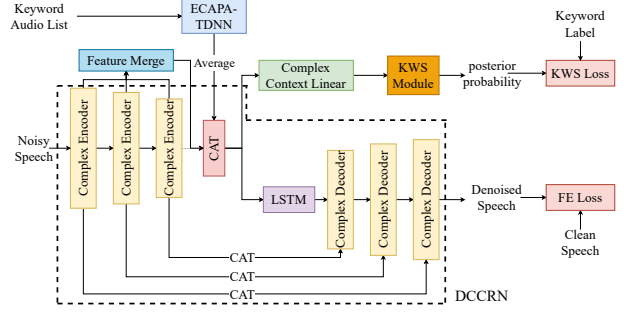 Keyword
Audio List
ECAPA-
TDNN
Keyword
Label
Feature Merge
Average
Complex
Context Linear
KWS
Module
posterior
probability
KWS Loss
Noisy
Speech
Complex Encoder
Complex Encoder
Complex Encoder
CAT
LSTM
Complex Decoder
Complex Decoder
Complex Decoder
Denoised
Speech
FE Loss
Clean
Speech
CAT
CAT
CAT
DCCRN